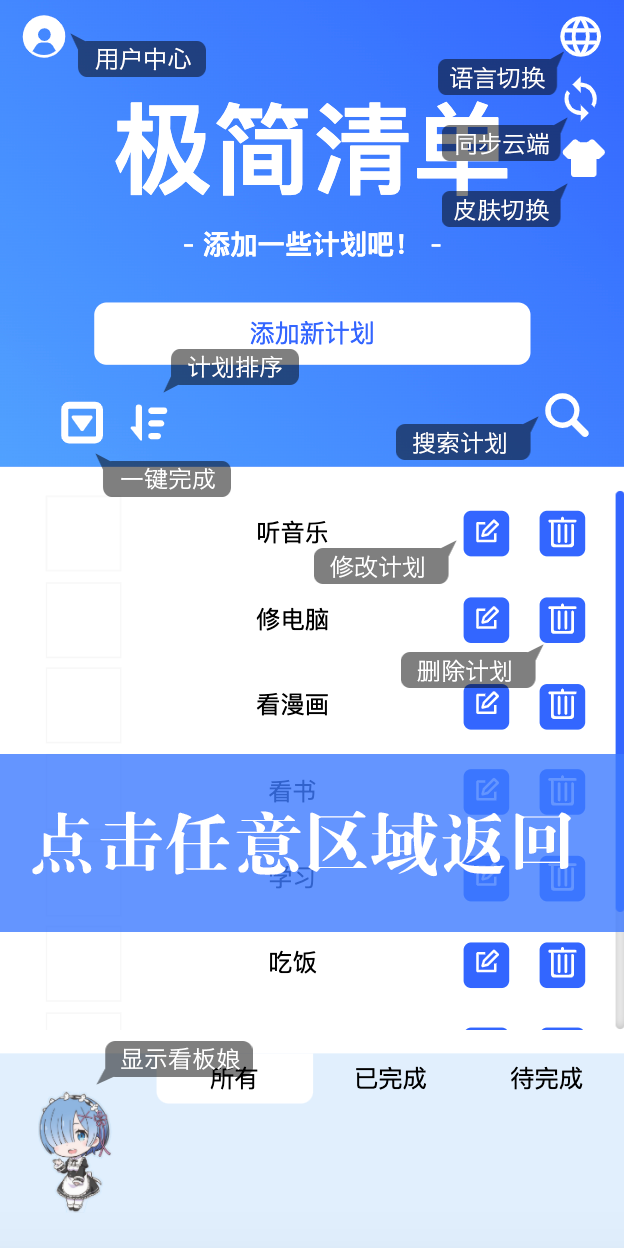 用户中心
语言切换
极简清单
同步云端
皮肤切换
- 添加一些计划吧! -
添加新计划
计划排序
搜索计划
一键完成
听音乐
修改计划
修电脑
删除计划
看漫画
看书
点击任意区域返回
学习
吃饭
显示看板娘
所有
已完成
待完成